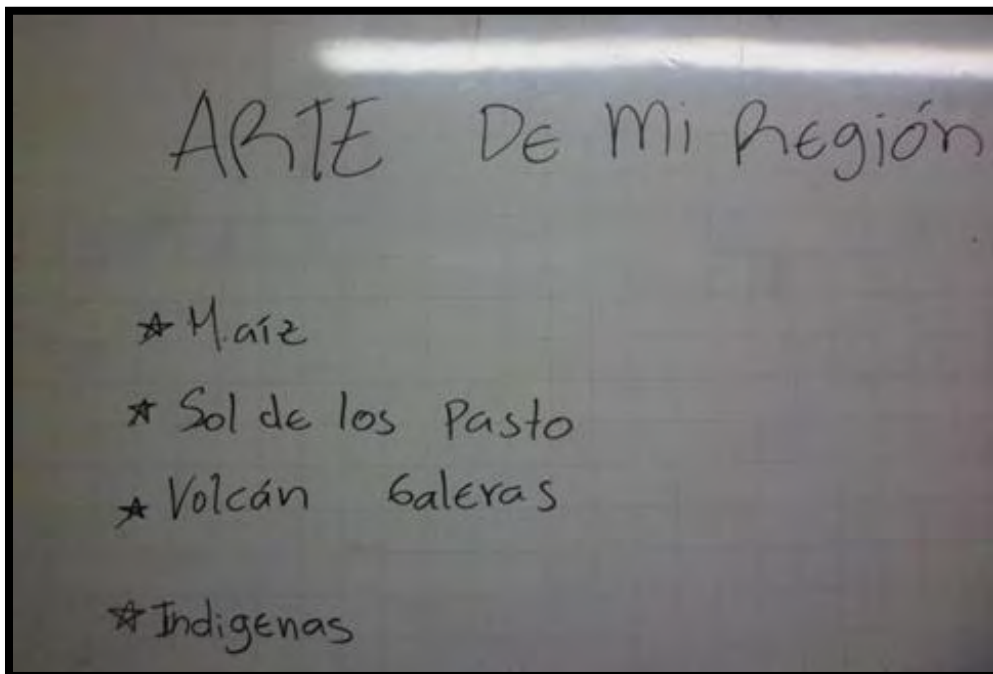 ARTE DE mi REgión
☆ Maíz
☆ Sol de los Pasto
☆ Volcán Galeras
☆ Indigenas